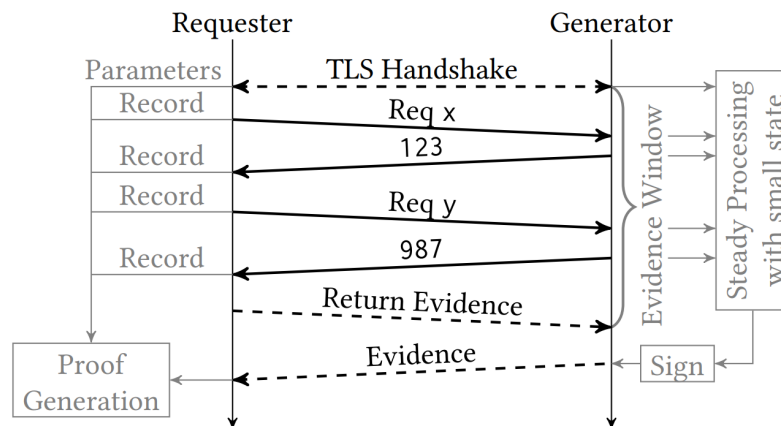 Requester
Generator
Parameters
TLS Handshake
Record
Req x
123
Record
Record
Req y
987
Record
Return Evidence
Evidence
Evidence Window
Steady Processing
with small state
Proof
Generation
Sign